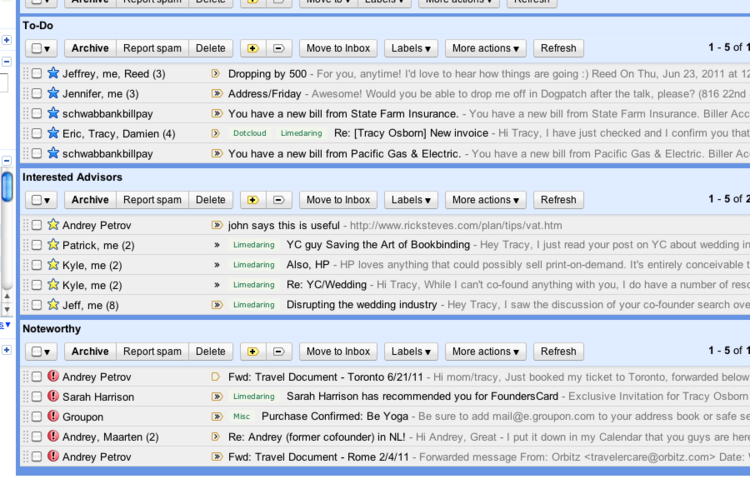 Archive Report spam Delete Move to Labels More actions Refresh
To-Do
Archive Report spam Delete Move to Inbox Labels▾ More actions▾ Refresh 1 - 5 of
Jeffrey, me, Reed (3) Dropping by 500 - For you, anytime! I'd love to hear how things are going :) Reed On Thu, Jun 23, 2011 at 12
Jennifer, me (3) Address/Friday - Awesome! Would you be able to drop me off in Dogpatch after the talk, please? (816 22nd
schwabbankbillpay You have a new bill from State Farm Insurance. - You have a new bill from State Farm Insurance. Biller Acc
Eric, Tracy, Damien (4) Dotcloud Limedaring Re: [Tracy Osborn] New invoice - Hi Tracy, I have just checked and I confirm you that
schwabbankbillpay You have a new bill from Pacific Gas & Electric. - You have a new bill from Pacific Gas & Electric. Biller Ac
Interested Advisors
Archive Report spam Delete Move to Inbox Labels▾ More actions▾ Refresh 1 - 5 of 2
Andrey Petrov john says this is useful - http://www.ricksteves.com/plan/tips/vat.htm
Patrick, me (2) Limedaring YC guy Saving the Art of Bookbinding - Hey Tracy, I just read your post on YC about wedding in
Kyle, me (2) Limedaring Also, HP - HP loves anything that could possibly sell print-on-demand. It's entirely conceivable t
Kyle, me (2) Limedaring Re: YC/Wedding - Hi Tracy, While I can't co-found anything with you, I do have a number of reso
Jeff, me (8) Limedaring Disrupting the wedding industry - Hey Tracy, I saw the discussion of your co-founder search ove
Noteworthy
Archive Report spam Delete Move to Inbox Labels▾ More actions▾ Refresh 1 - 5 of
Andrey Petrov Fwd: Travel Document - Toronto 6/21/11 - Hi mom/tracy, Just booked my ticket to Toronto, forwarded below
Sarah Harrison Limedaring Sarah Harrison has recommended you for FoundersCard - Exclusive Invitation for Tracy Osborn
Groupon Misc Purchase Confirmed: Be Yoga - Be sure to add mail@e.groupon.com to your address book or safe se
Andrey, Maarten (2) Re: Andrey (former cofounder) in NL! - Hi Andrey, Great - I put it down in my Calendar that you guys are here
Andrey Petrov Fwd: Travel Document - Rome 2/4/11 - Forwarded message From: Orbitz <travelercare@orbitz.com> Date: